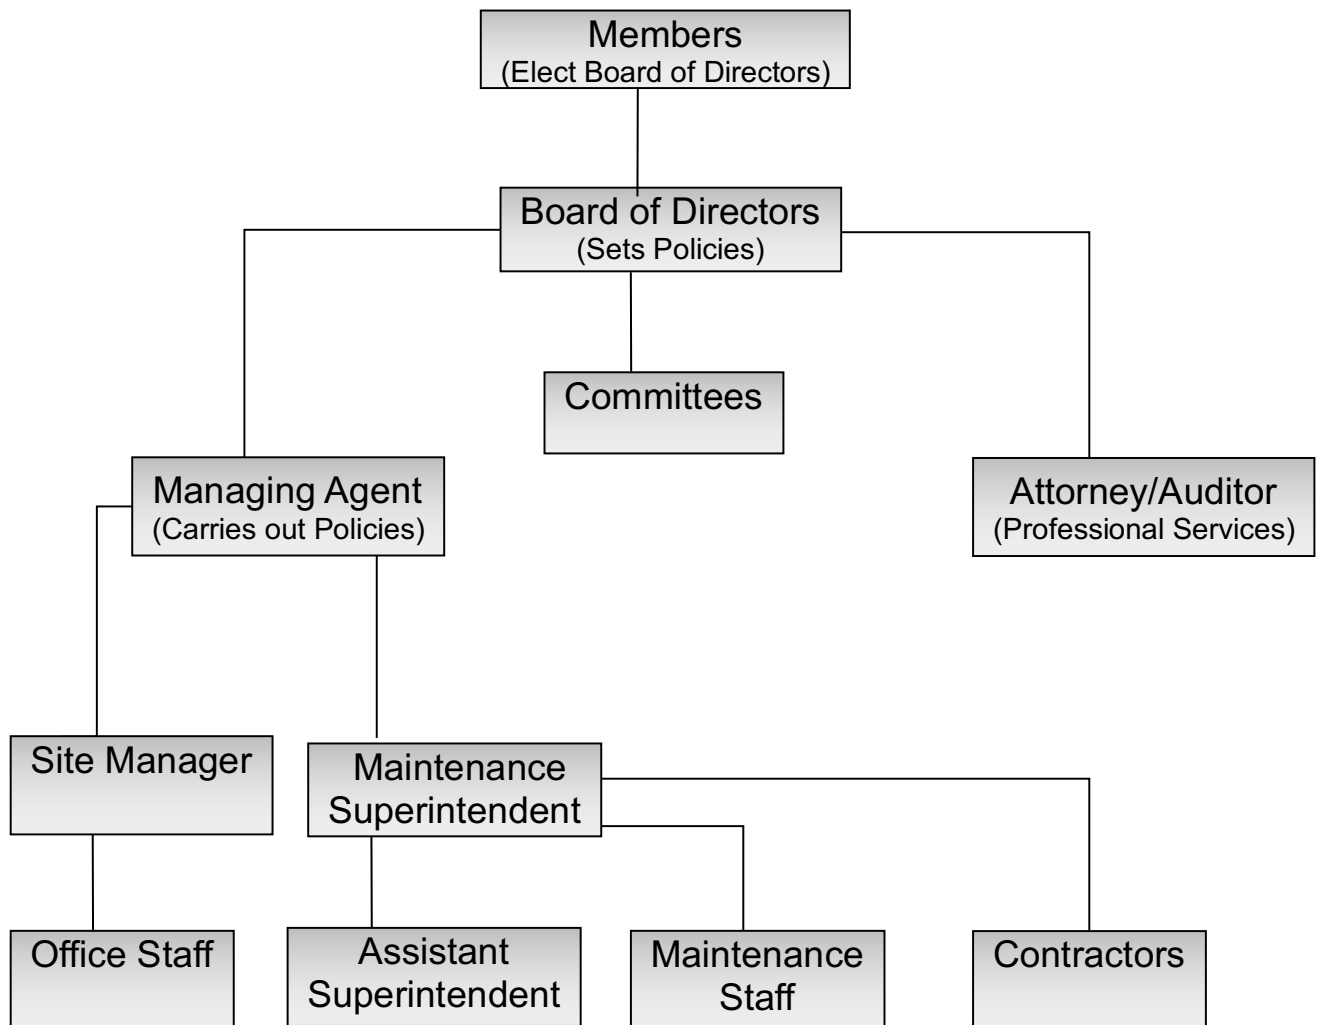 Members
(Elect Board of Directors)
Board of Directors
(Sets Policies)
Committees
Managing Agent
(Carries out Policies)
Attorney/Auditor
(Professional Services)
Site Manager
Maintenance
Superintendent
Office Staff
Assistant
Superintendent
Maintenance
Staff
Contractors